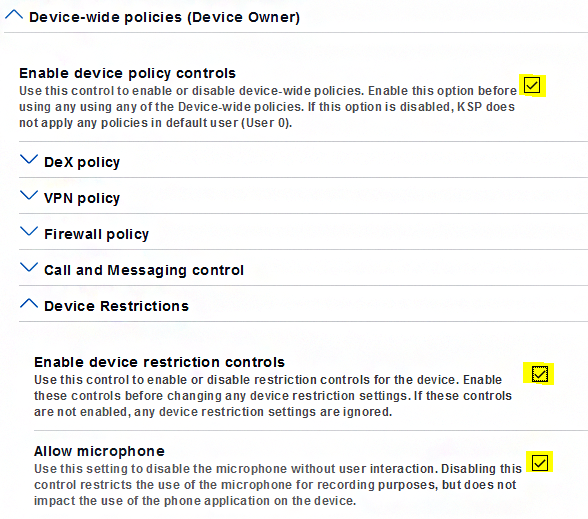 Device-wide policies (Device Owner)
Enable device policy controls
Use this control to enable or disable device-wide policies. Enable this option before
using any using any of the Device-wide policies. If this option is disabled, KSP does
not apply any policies in default user (User 0).
DeX policy
VPN policy
Firewall policy
Call and Messaging control
Device Restrictions
Enable device restriction controls
Use this control to enable or disable restriction controls for the device. Enable
these controls before changing any device restriction settings. If these controls
are not enabled, any device restriction settings are ignored.
Allow microphone
Use this setting to disable the microphone without user interaction. Disabling this
control restricts the use of the microphone for recording purposes, but does not
impact the use of the phone application on the device.